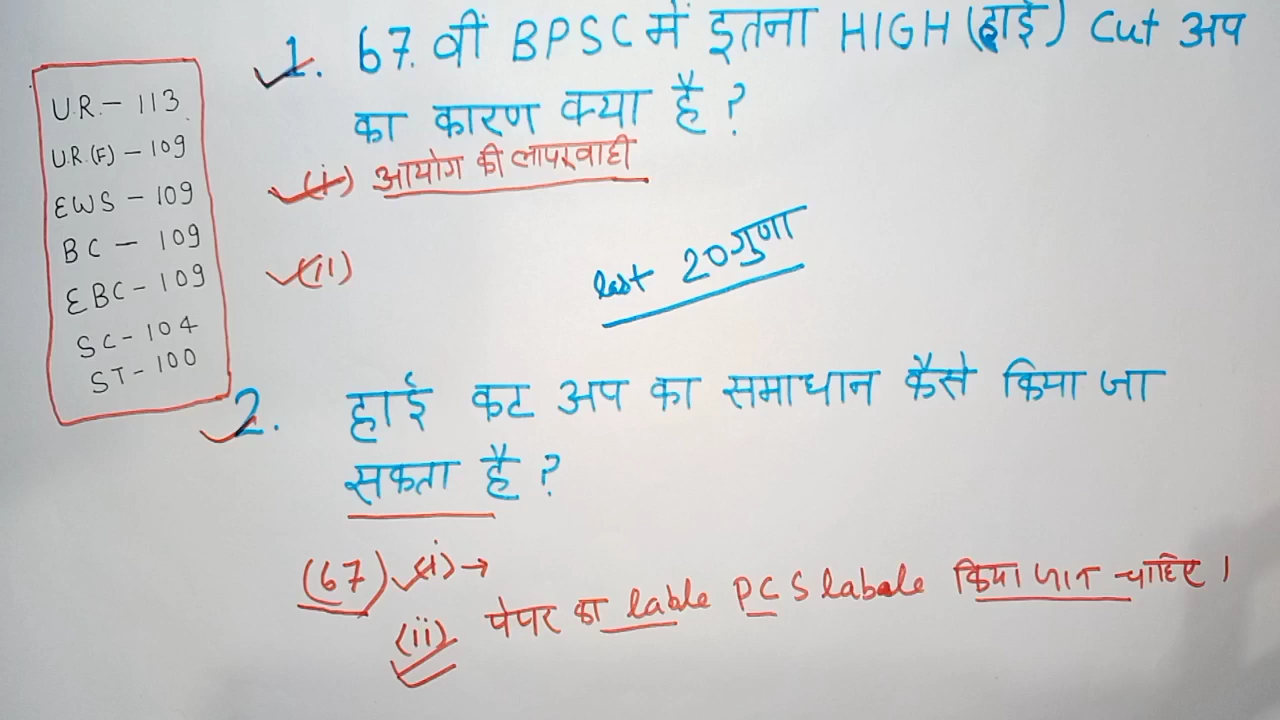 U.R. - 113
U.R.(F) - 109
EWS - 109
BC - 109
EBC - 109
SC - 104
ST - 100
1. 67. वीं BPSC में इतना HIGH (हाई) Cut अप
का कारण क्या है ?
(i) आयोग की लापरवाही
(ii)
last 20 गुणा
2. हाई कट अप का समाधान कैसे किया जा
सकता है ?
(67) (i) →
(ii) पेपर का lable PCS labale किया जान चाहिए ।